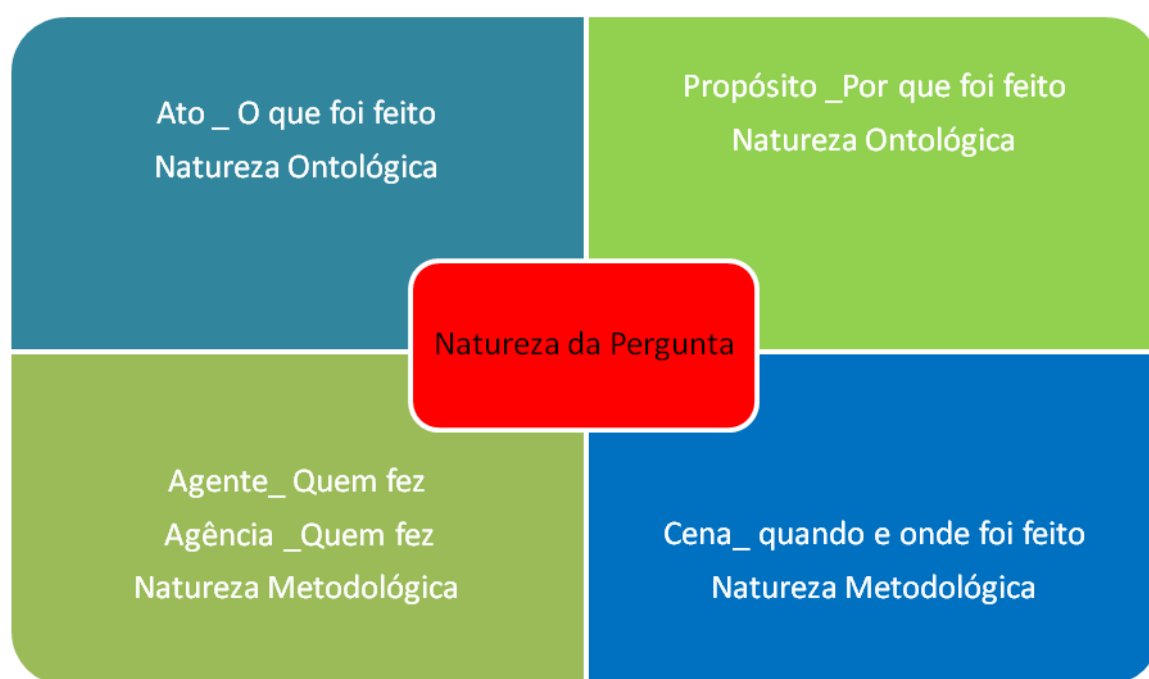 Ato _ O que foi feito
Natureza Ontológica
Propósito _Por que foi feito
Natureza Ontológica
Natureza da Pergunta
Agente_ Quem fez
Agência _Quem fez
Natureza Metodológica
Cena_ quando e onde foi feito
Natureza Metodológica